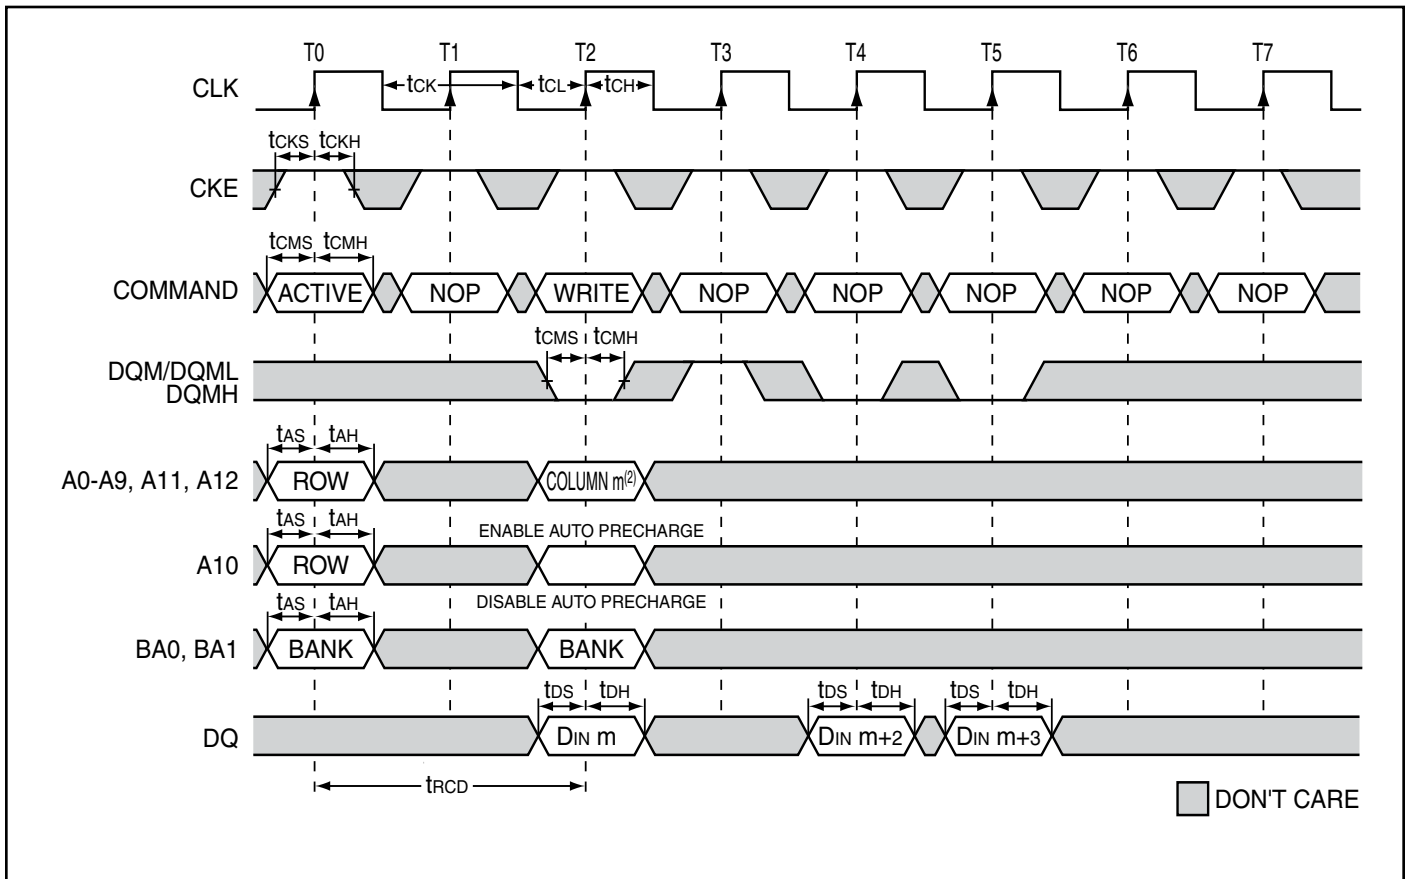 T0 T1 T2 T3 T4 T5 T6 T7
CLK tCK tCL tCH
tCKS tCKH
CKE
tCMS tCMH
COMMAND ACTIVE NOP WRITE NOP NOP NOP NOP NOP
tCMS tCMH
DQM/DQML
DQMH
tAS tAH
A0-A9, A11, A12 ROW COLUMN m(2)
tAS tAH ENABLE AUTO PRECHARGE
A10 ROW
tAS tAH DISABLE AUTO PRECHARGE
BA0, BA1 BANK BANK
tDS tDH tDS tDH tDS tDH
DQ DIN m DIN m+2 DIN m+3
tRCD
DON'T CARE